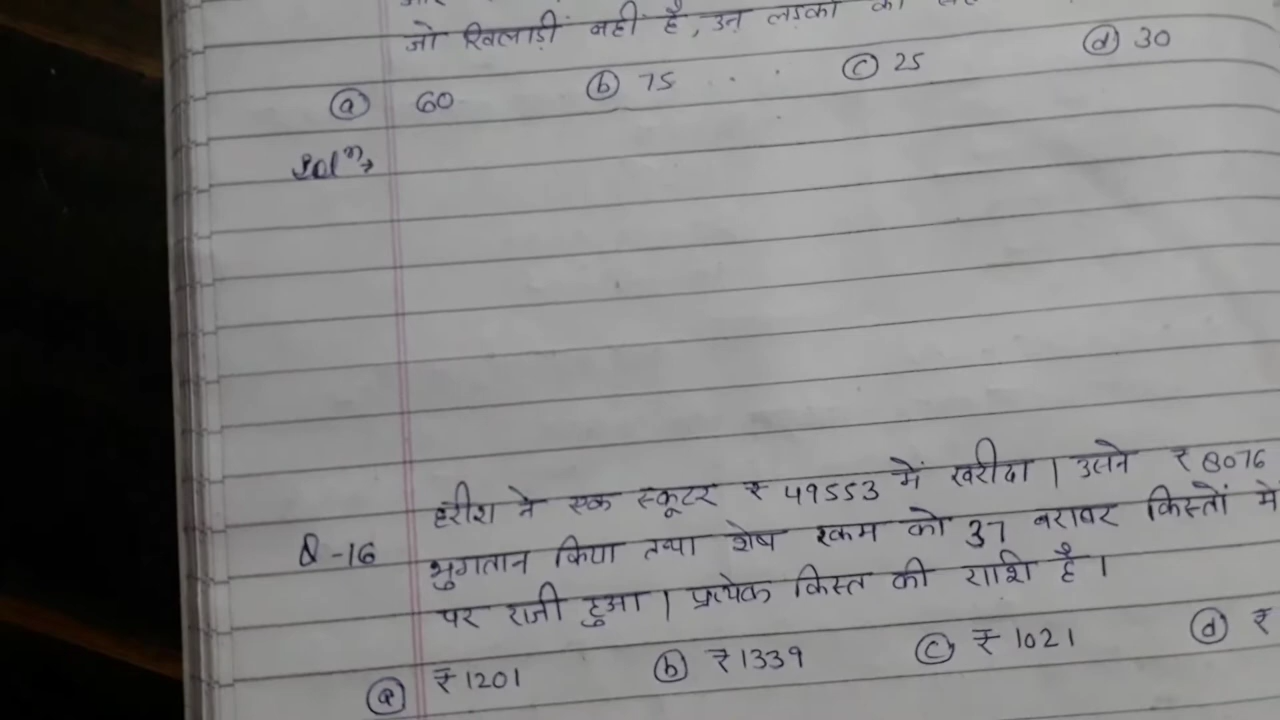 जो खिलाड़ी नहीं है, उन लड़को
ⓐ 60 ⓑ 75 ⓒ 25 ⓓ 30
Solⁿ→
Q-16 हरीश ने एक स्कूटर ₹ 49553 में खरीदा । उसने ₹ 8076
भुगतान किया तथा शेष रकम को 37 बराबर किस्तों में
पर राजी हुआ । प्रत्येक किस्त की राशि है ।
ⓐ ₹ 1201 ⓑ ₹ 1339 ⓒ ₹ 1021 ⓓ ₹